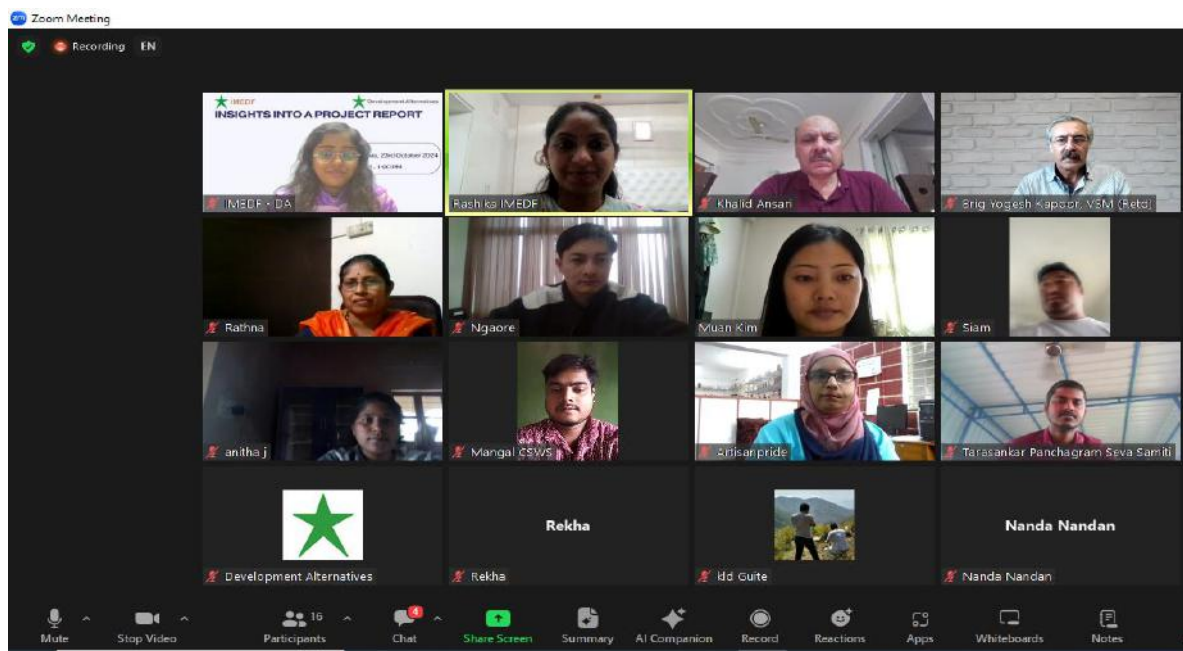 Zoom Meeting
Recording EN
IMEDF Development Alternatives
INSIGHTS INTO A PROJECT REPORT
23rd October 2024
IMEDF - DA
Rashika IMEDF
Khalid Ansari
Brig Yogesh Kapoor, VSM (Retd)
Rathna
Ngaore
Muan Kim
Siam
anitha j
Mangal CSWS
Artisanpride
Tarasankar Panchagram Seva Samiti
Rekha
Nanda Nandan
Development Alternatives
Rekha
Guite
Nanda Nandan
16
4
Mute Stop Video Participants Chat Share Screen Summary AI Companion Record Reactions Apps Whiteboards Notes